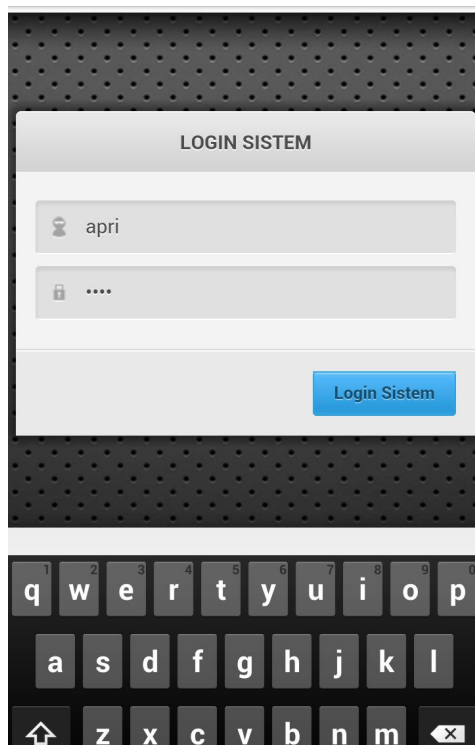 LOGIN SISTEM
apri
••••
Login Sistem
1 2 3 4 5 6 7 8 9 0
q w e r t y u i o p
a s d f g h j k l
z x c v b n m